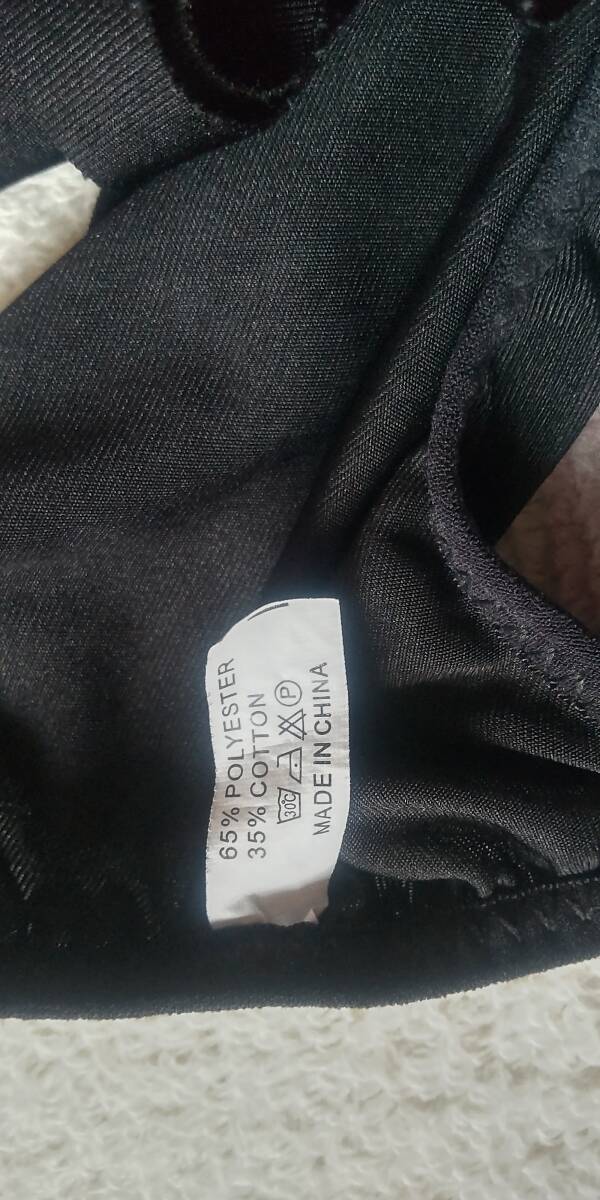 65% POLYESTER
35% COTTON
30℃ P
MADE IN CHINA